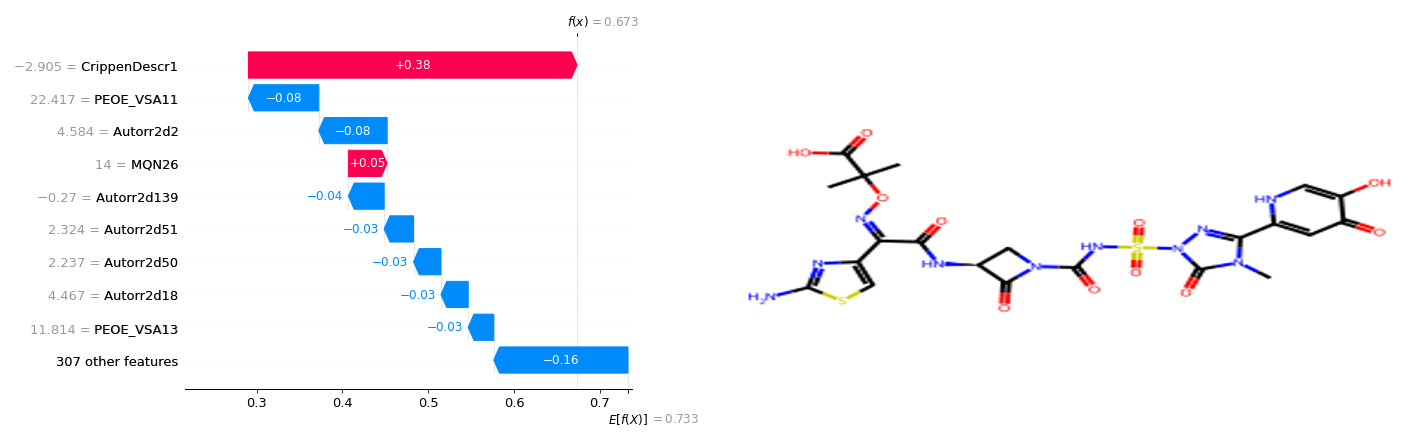 f(x) = 0.673
−2.905 = CrippenDescr1
+0.38
22.417 = PEOE_VSA11
−0.08
4.584 = Autorr2d2
−0.08
14 = MQN26
+0.05
−0.27 = Autorr2d139
−0.04
2.324 = Autorr2d51
−0.03
2.237 = Autorr2d50
−0.03
4.467 = Autorr2d18
−0.03
11.814 = PEOE_VSA13
−0.03
307 other features
−0.16
0.3 0.4 0.5 0.6 0.7
E[f(X)] = 0.733
O
HO
O
N
O
HN
N
H₂N
S
O
N
O
HN
O
S
O
N
N
O
N
HN
OH
O